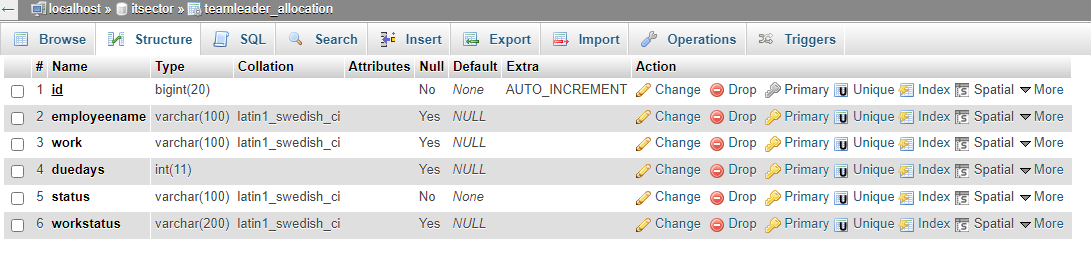 localhost » itsector » teamleader_allocation
Browse Structure SQL Search Insert Export Import Operations Triggers
# Name Type Collation Attributes Null Default Extra Action
1 id bigint(20) No None AUTO_INCREMENT Change Drop Primary Unique Index Spatial More
2 employeename varchar(100) latin1_swedish_ci Yes NULL Change Drop Primary Unique Index Spatial More
3 work varchar(100) latin1_swedish_ci Yes NULL Change Drop Primary Unique Index Spatial More
4 duedays int(11) Yes NULL Change Drop Primary Unique Index Spatial More
5 status varchar(100) latin1_swedish_ci No None Change Drop Primary Unique Index Spatial More
6 workstatus varchar(200) latin1_swedish_ci Yes NULL Change Drop Primary Unique Index Spatial More